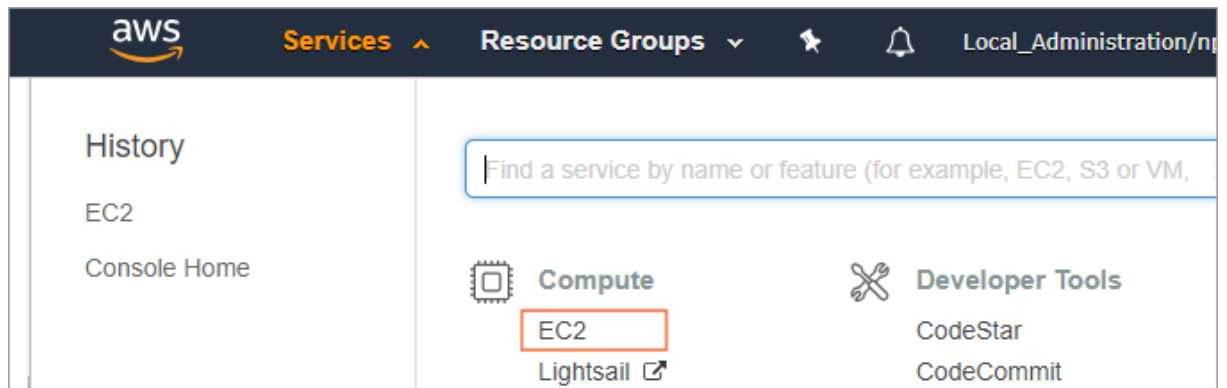 aws Services Resource Groups Local_Administration/
History
Find a service by name or feature (for example, EC2, S3 or VM,
EC2
Console Home
Compute
Developer Tools
EC2
CodeStar
Lightsail
CodeCommit